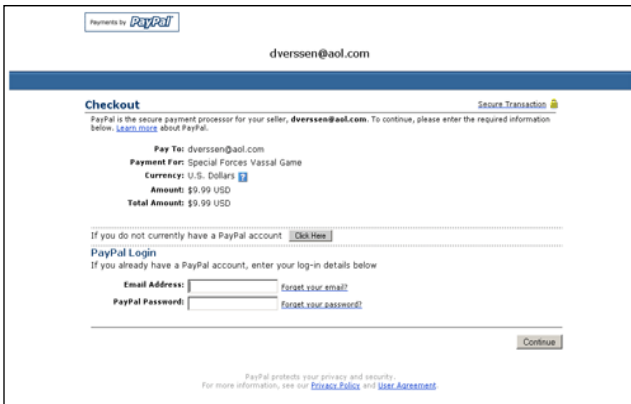 Payments by PayPal
dverssen@aol.com
Checkout
Secure Transaction
PayPal is the secure payment processor for your seller, dverssen@aol.com. To continue, please enter the required information
below. Learn more about PayPal.
Pay To: dverssen@aol.com
Payment For: Special Forces Vassal Game
Currency: U.S. Dollars ?
Amount: $9.99 USD
Total Amount: $9.99 USD
If you do not currently have a PayPal account Click Here
PayPal Login
If you already have a PayPal account, enter your log-in details below
Email Address: Forget your email?
PayPal Password: Forget your password?
Continue
PayPal protects your privacy and security.
For more information, see our Privacy Policy and User Agreement.